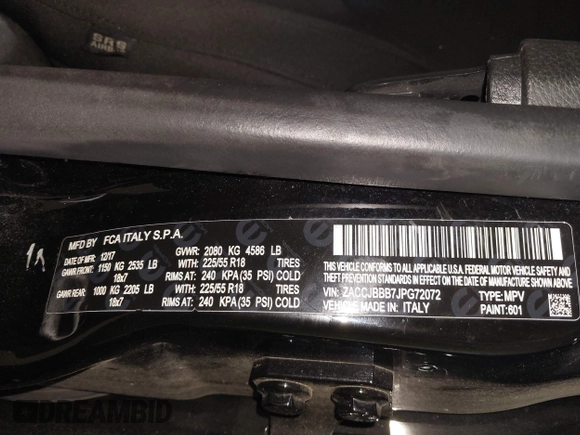 SRS
AIRBAG
MFD BY FCA ITALY S.P.A.
DATE OF MFR: 12/17 GVWR: 2080 KG 4586 LB
GAWR FRONT: 1150 KG 2535 LB WITH 225/55 R18 TIRES
18x7 RIMS AT: 240 KPA (35 PSI) COLD
GAWR REAR: 1000 KG 2205 LB WITH 225/55 R18 TIRES
18x7 RIMS AT: 240 KPA (35 PSI) COLD
THIS VEHICLE CONFORMS TO ALL APPLICABLE U.S.A. FEDERAL MOTOR VEHICLE SAFETY AND
THEFT PREVENTION STANDARDS IN EFFECT ON THE DATE OF MANUFACTURE SHOWN ABOVE
VIN: ZACCJBBB7JPG72072 TYPE: MPV
VEHICLE MADE IN: ITALY PAINT: 601
DREAMBID